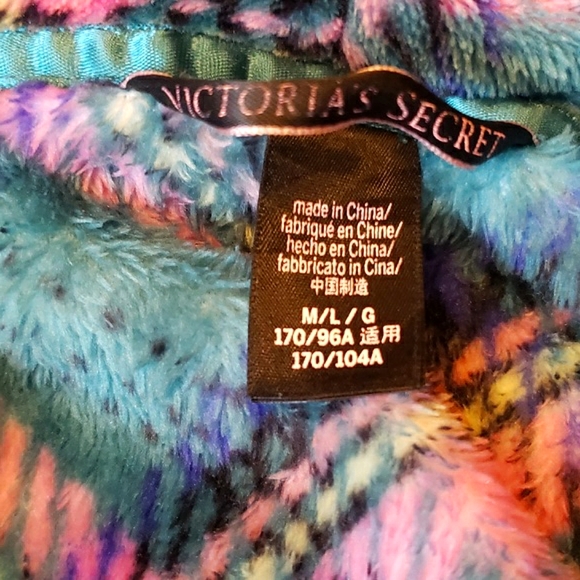 VICTORIA'S SECRET
made in China/
fabriqué en Chine/
hecho en China/
fabbricato in Cina/
中国制造
M/L/G
170/96A 适用
170/104A